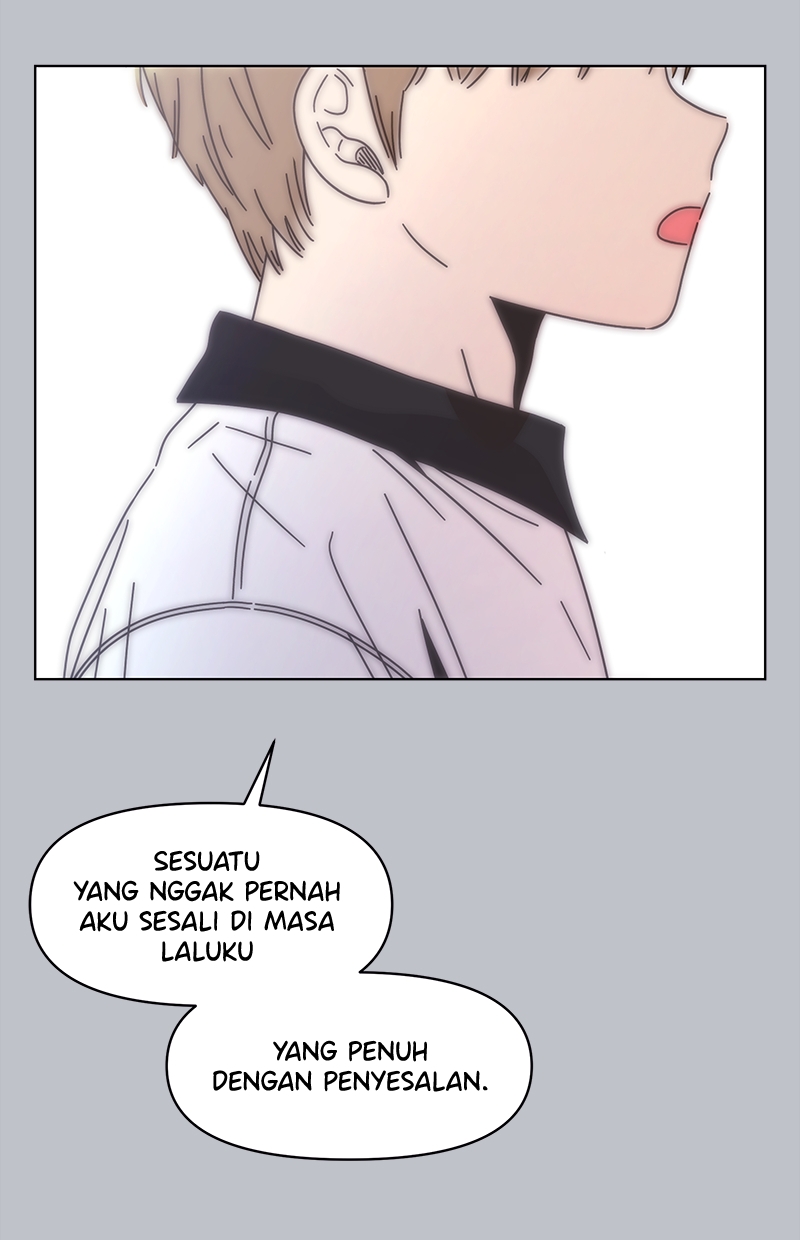 SESUATU
YANG NGGAK PERNAH
AKU SESALI DI MASA
LALUKU
YANG PENUH
DENGAN PENYESALAN.